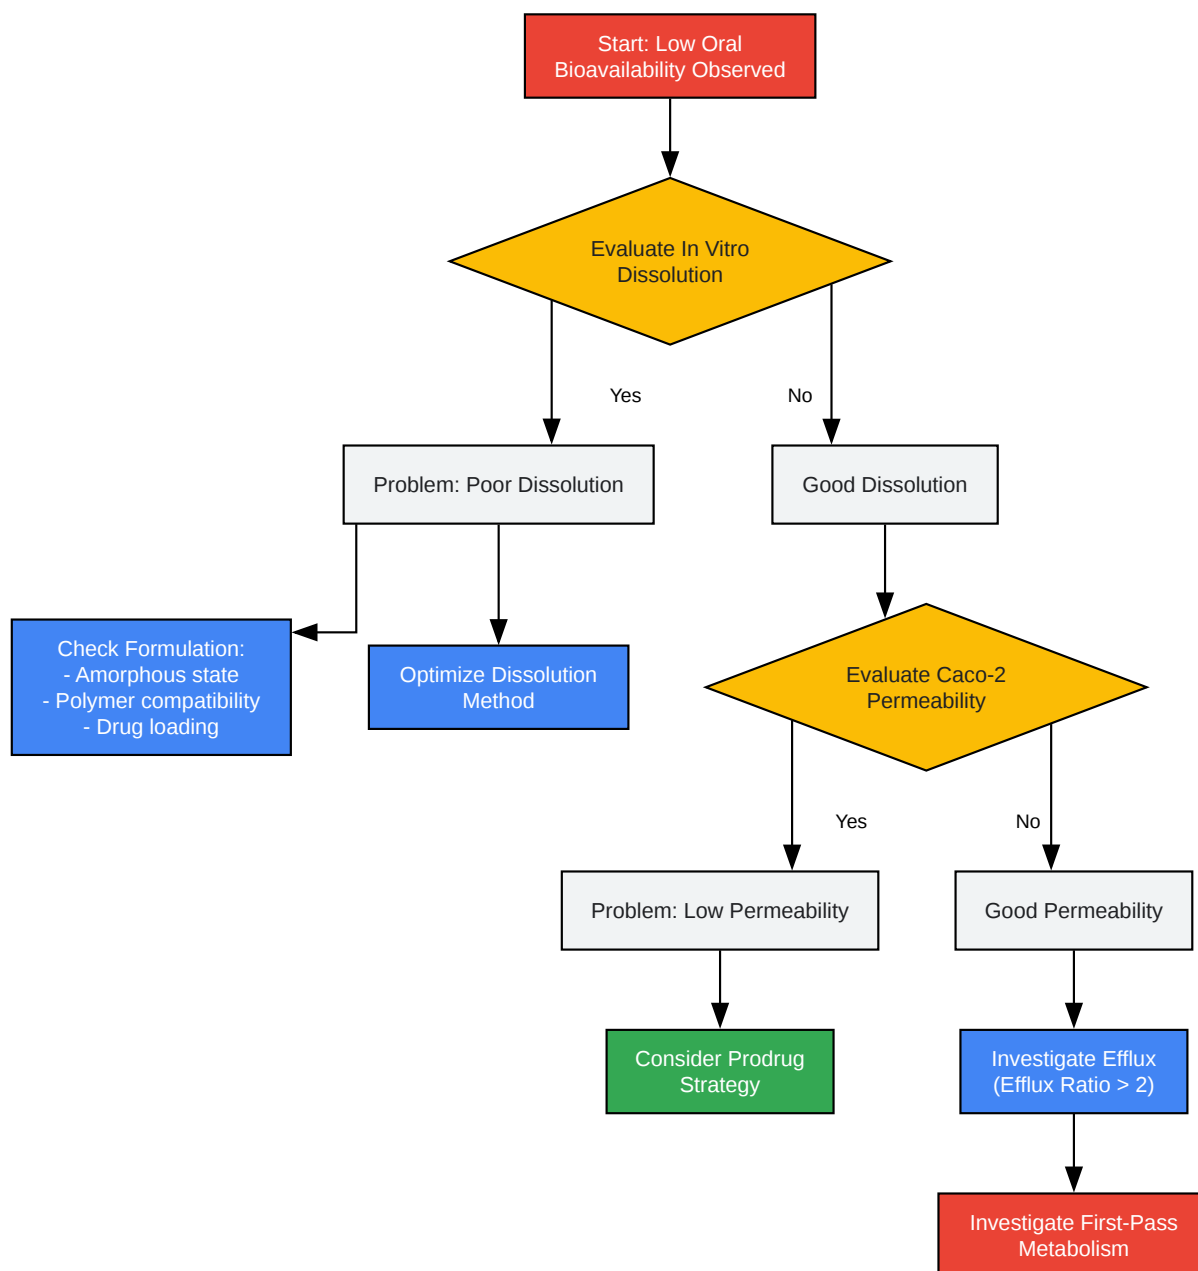 Start: Low Oral
Bioavailability Observed
Evaluate In Vitro
Dissolution
Yes
No
Problem: Poor Dissolution
Good Dissolution
Check Formulation:
- Amorphous state
- Polymer compatibility
- Drug loading
Optimize Dissolution
Method
Evaluate Caco-2
Permeability
Yes
No
Problem: Low Permeability
Good Permeability
Consider Prodrug
Strategy
Investigate Efflux
(Efflux Ratio > 2)
Investigate First-Pass
Metabolism